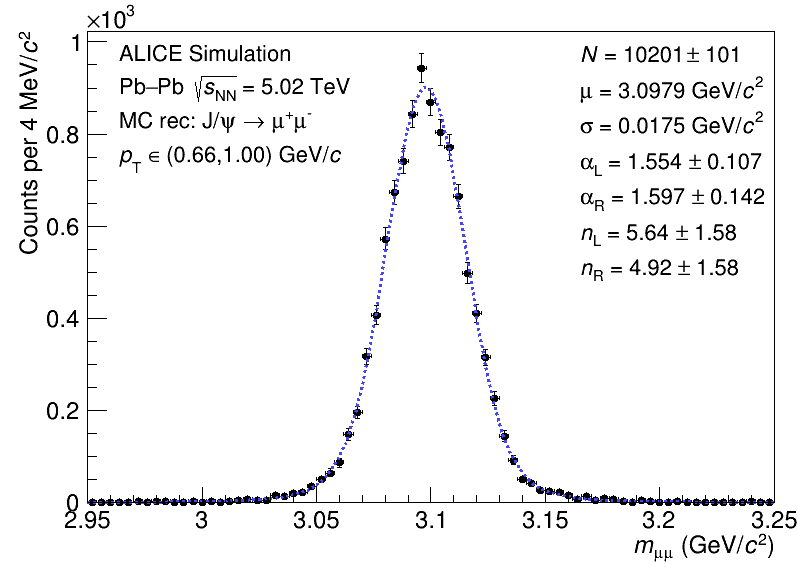 ×10³
Counts per 4 MeV/c²
1
0.8
0.6
0.4
0.2
0
2.95
3
3.05
3.1
3.15
3.2
3.25
m_μμ (GeV/c²)
ALICE Simulation
Pb–Pb √s_NN = 5.02 TeV
MC rec: J/ψ → μ⁺μ⁻
p_T ∈ (0.66,1.00) GeV/c
N = 10201 ± 101
μ = 3.0979 GeV/c²
σ = 0.0175 GeV/c²
α_L = 1.554 ± 0.107
α_R = 1.597 ± 0.142
n_L = 5.64 ± 1.58
n_R = 4.92 ± 1.58